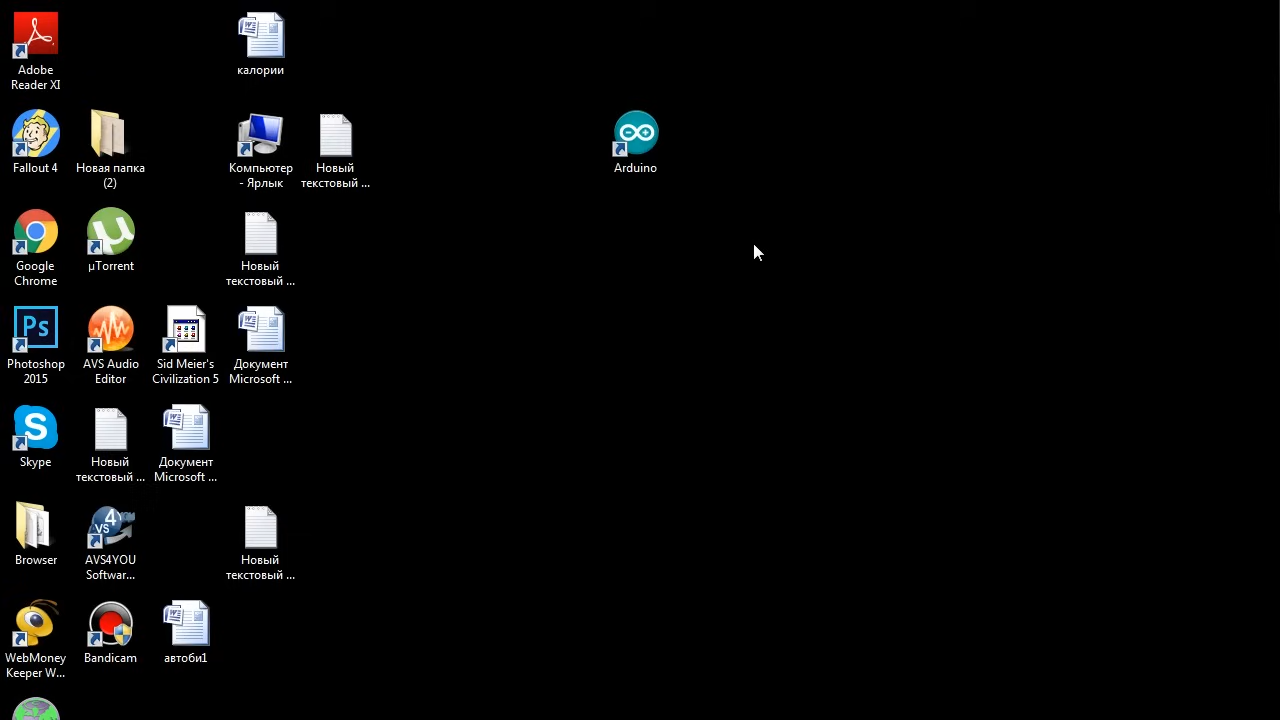 Adobe
Reader XI
калории
Fallout 4
Новая папка
(2)
Компьютер
- Ярлык
Новый
текстовый ...
Arduino
Google
Chrome
µTorrent
Новый
текстовый ...
Ps
Photoshop
2015
AVS Audio
Editor
Sid Meier's
Civilization 5
Документ
Microsoft ...
S
Skype
Новый
текстовый ...
Документ
Microsoft ...
Browser
AVS4YOU
Softwar...
Новый
текстовый ...
WebMoney
Keeper W...
Bandicam
автоби1